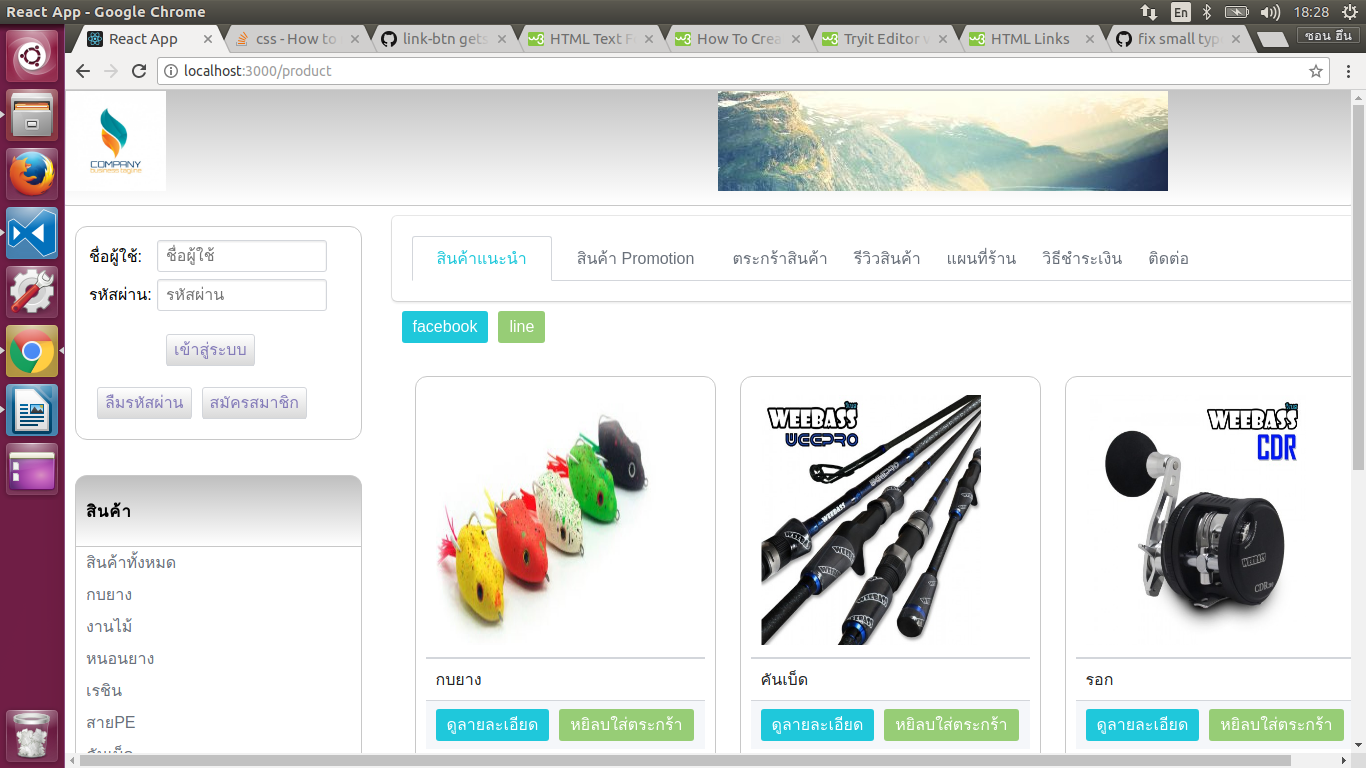 React App - Google Chrome
En
18:28
React App
css - How to
link-btn gets
HTML Text F
How To Crea
Tryit Editor v
HTML Links
fix small typ
ซอน ฮึน
localhost:3000/product
COMPANY
business tagline
ชื่อผู้ใช้:
ชื่อผู้ใช้
รหัสผ่าน:
รหัสผ่าน
เข้าสู่ระบบ
ลืมรหัสผ่าน
สมัครสมาชิก
สินค้าแนะนำ
สินค้า Promotion
ตระกร้าสินค้า
รีวิวสินค้า
แผนที่ร้าน
วิธีชำระเงิน
ติดต่อ
facebook
line
สินค้า
สินค้าทั้งหมด
กบยาง
งานไม้
หนอนยาง
เรซิน
สายPE
คันเบ็ด
กบยาง
ดูลายละเอียด
หยิลบใส่ตระกร้า
WEEBASS
WEEPRO
WEEBASS
คันเบ็ด
ดูลายละเอียด
หยิลบใส่ตระกร้า
WEEBASS
CDR
WEEBASS
รอก
ดูลายละเอียด
หยิลบใส่ตระกร้า